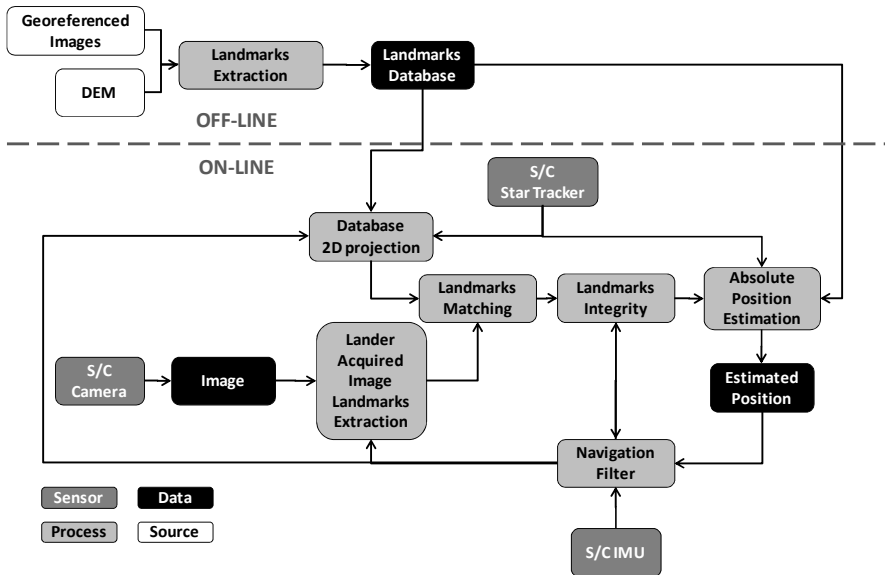 Georeferenced
Images
DEM
Landmarks
Extraction
Landmarks
Database
OFF-LINE
ON-LINE
S/C
Star Tracker
Database
2D projection
Landmarks
Matching
Landmarks
Integrity
Absolute
Position
Estimation
S/C
Camera
Image
Lander
Acquired
Image
Landmarks
Extraction
Estimated
Position
Navigation
Filter
S/C IMU
Sensor
Data
Process
Source